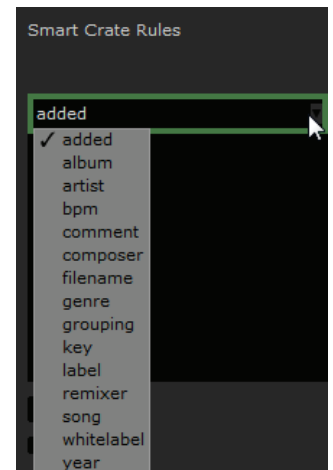 Smart Crate Rules
added
✓ added
album
artist
bpm
comment
composer
filename
genre
grouping
key
label
remixer
song
whitelabel
year